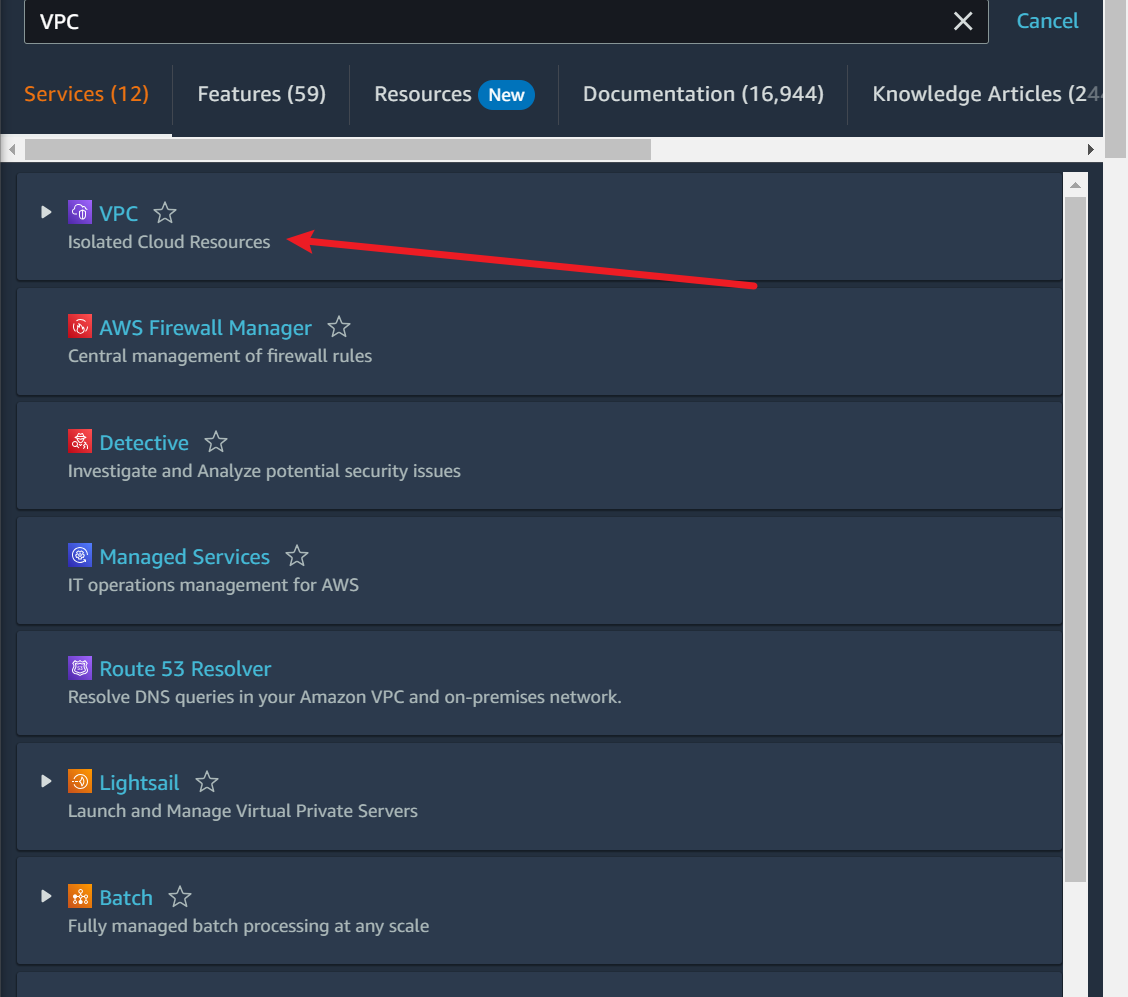 VPC
Cancel
Services (12)
Features (59)
Resources New
Documentation (16,944)
Knowledge Articles (244
VPC
Isolated Cloud Resources
AWS Firewall Manager
Central management of firewall rules
Detective
Investigate and Analyze potential security issues
Managed Services
IT operations management for AWS
Route 53 Resolver
Resolve DNS queries in your Amazon VPC and on-premises network.
Lightsail
Launch and Manage Virtual Private Servers
Batch
Fully managed batch processing at any scale